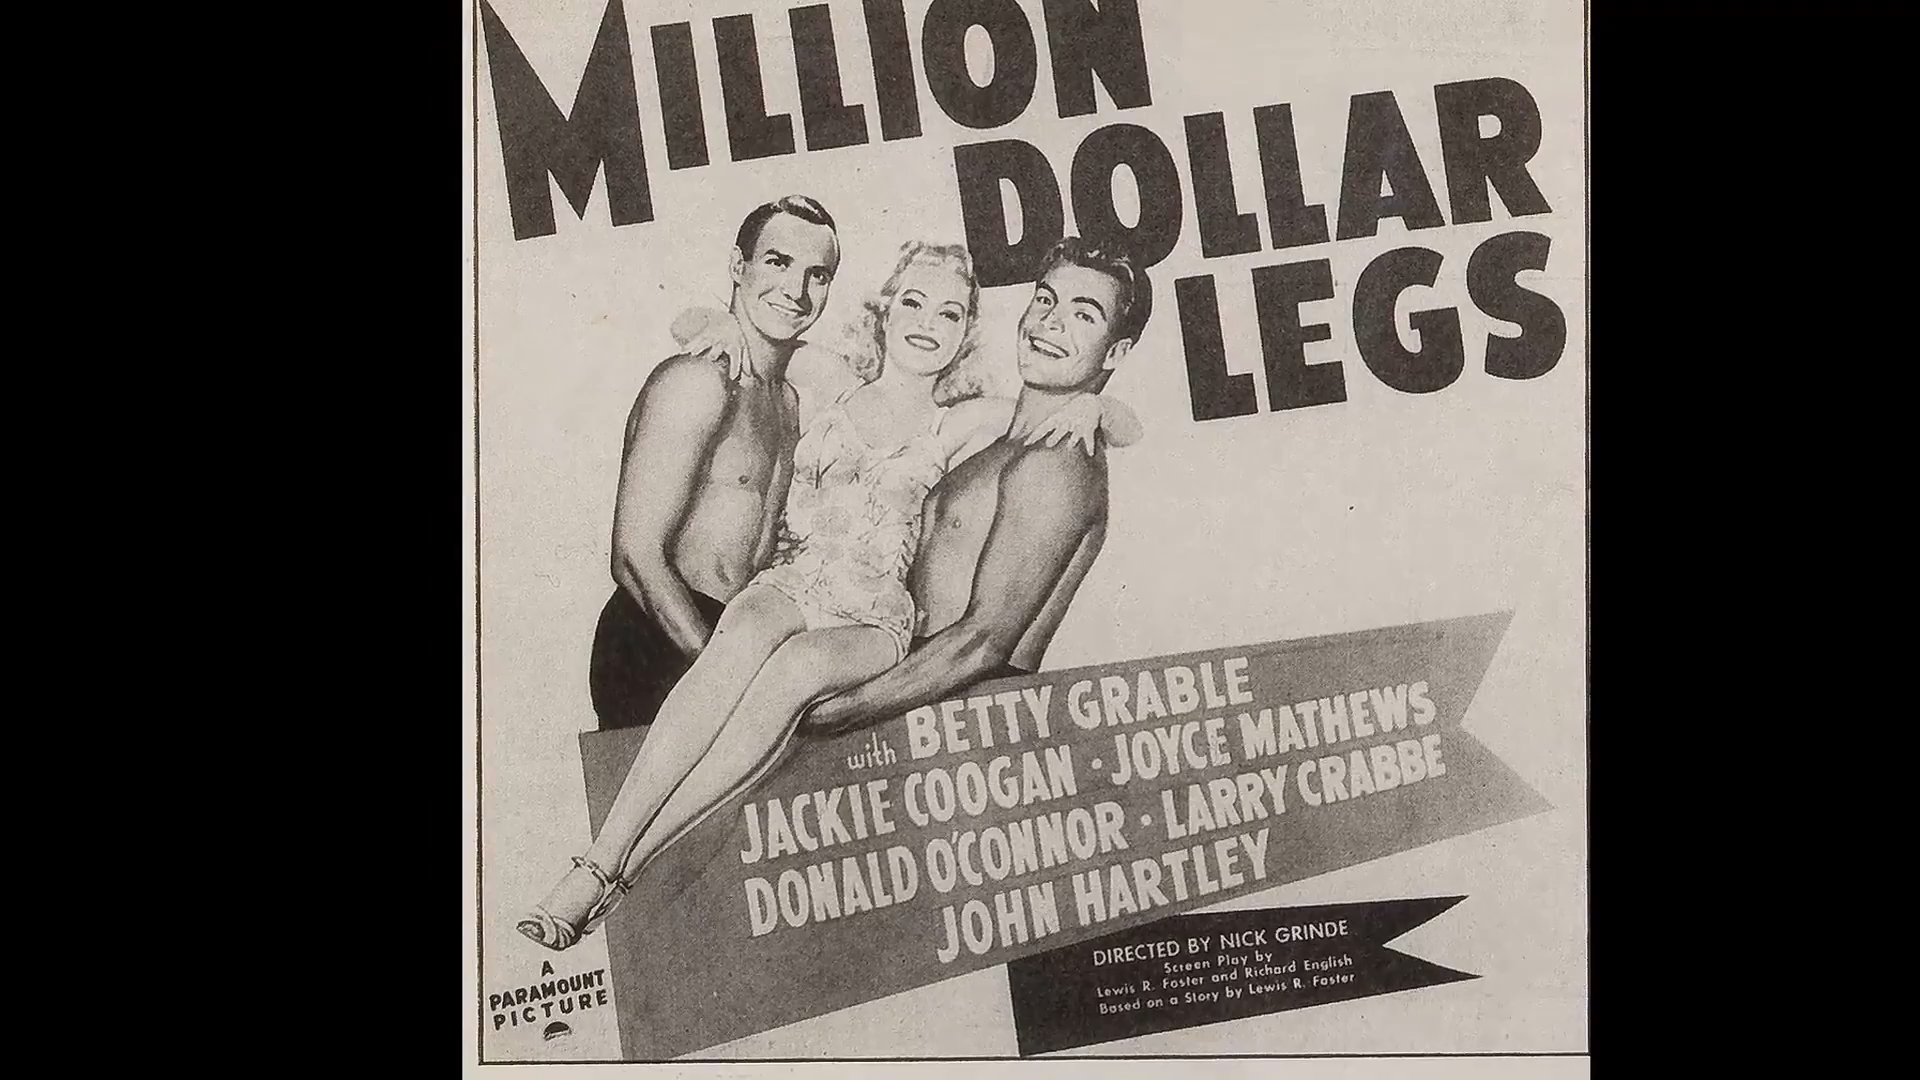 MILLION
DOLLAR
LEGS
with BETTY GRABLE
JACKIE COOGAN · JOYCE MATHEWS
DONALD O'CONNOR · LARRY CRABBE
JOHN HARTLEY
DIRECTED BY NICK GRINDE
Screen Play by
Lewis R. Foster and Richard English
Based on a Story by Lewis R. Foster
A
PARAMOUNT
PICTURE